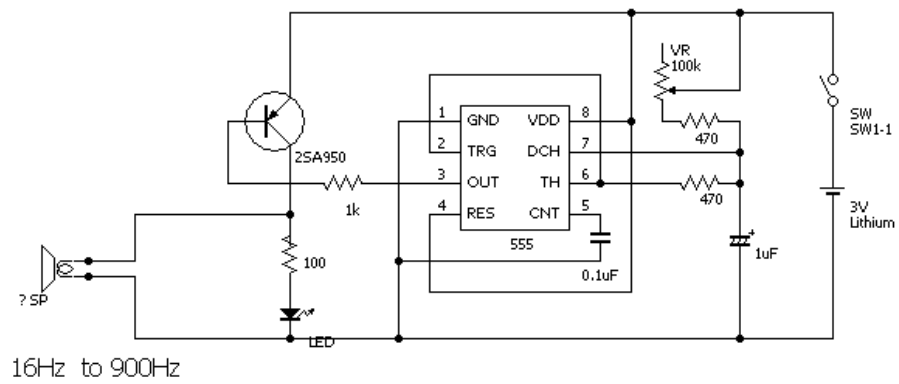 VR
100k
SW
SW1-1
470
2SA950
1 GND VDD 8
2 TRG DCH 7
3 OUT TH 6
4 RES CNT 5
1k
555
470
3V
Lithium
0.1uF
+
1uF
100
? SP
LED
16Hz to 900Hz